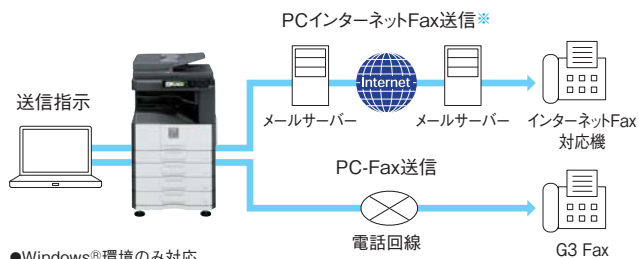 PCインターネットFax送信※
送信指示
Internet
メールサーバー
メールサーバー
インターネットFax
対応機
PC-Fax送信
電話回線
G3 Fax
●Windows®環境のみ対応